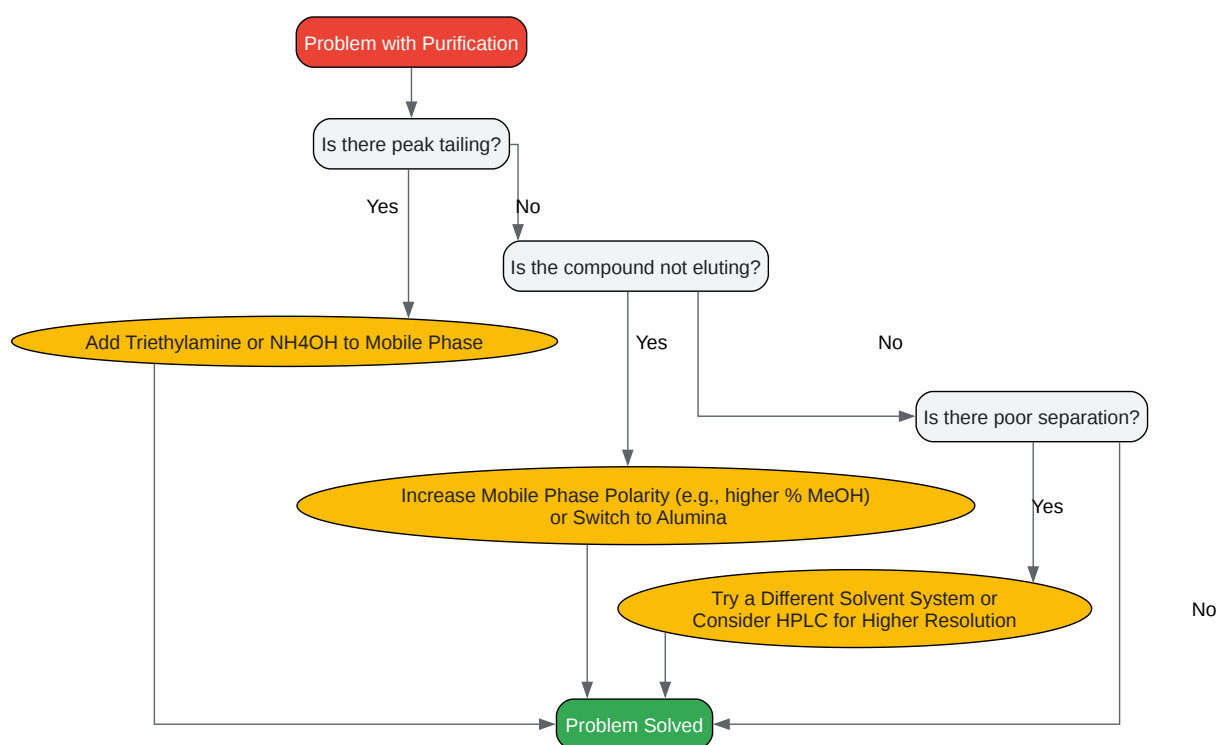 Problem with Purification
Is there peak tailing?
Yes
No
Is the compound not eluting?
Add Triethylamine or NH4OH to Mobile Phase
Yes
No
Is there poor separation?
Increase Mobile Phase Polarity (e.g., higher % MeOH)
or Switch to Alumina
Yes
Try a Different Solvent System or
Consider HPLC for Higher Resolution
No
Problem Solved